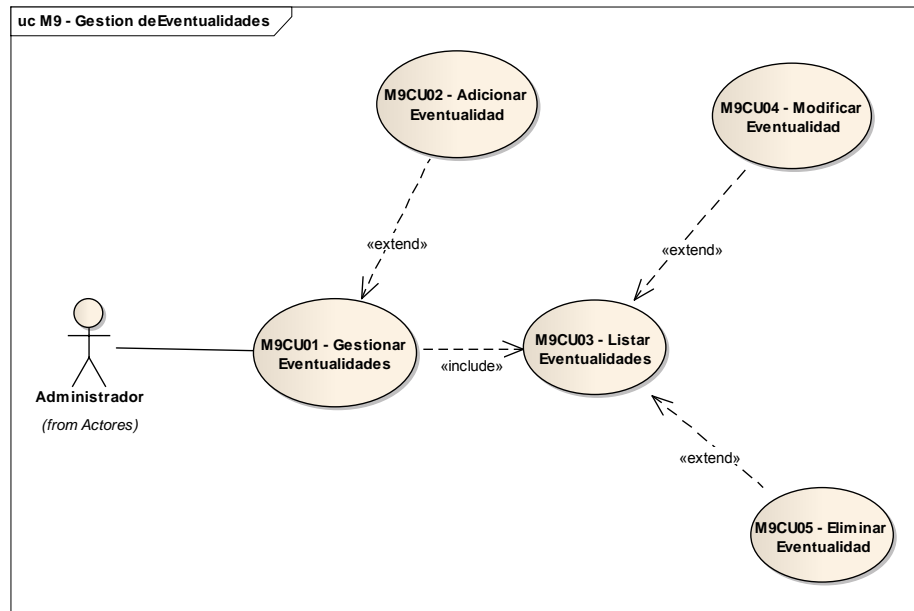 uc M9 - Gestion deEventualidades
M9CU02 - Adicionar
Eventualidad
M9CU04 - Modificar
Eventualidad
«extend»
«extend»
M9CU01 - Gestionar
Eventualidades
M9CU03 - Listar
Eventualidades
«include»
Administrador
(from Actores)
«extend»
M9CU05 - Eliminar
Eventualidad